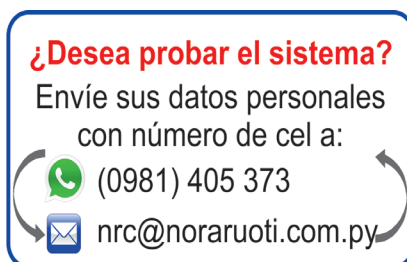 ¿Desea probar el sistema?
Envíe sus datos personales
con número de cel a:
(0981) 405 373
nrc@noraruoti.com.py